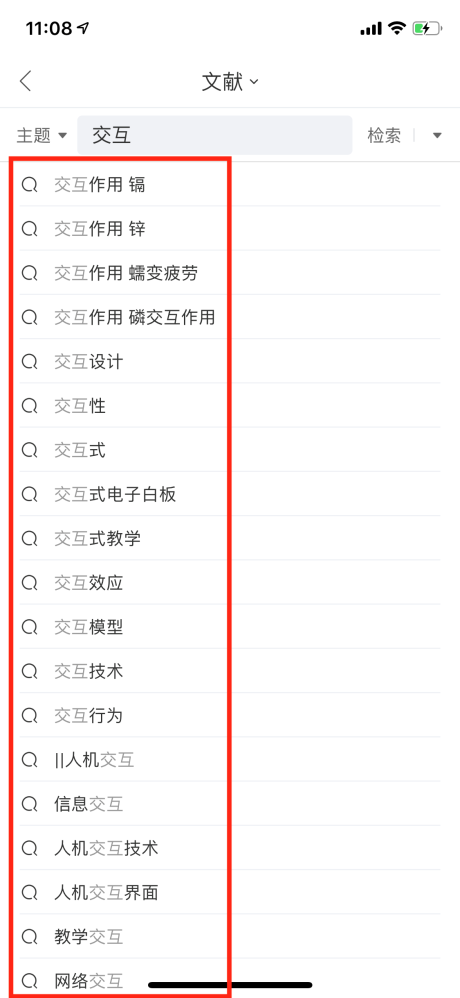 11:08
文献
主题 交互 检索
交互作用 镉
交互作用 锌
交互作用 蠕变疲劳
交互作用 磷交互作用
交互设计
交互性
交互式
交互式电子白板
交互式教学
交互效应
交互模型
交互技术
交互行为
||人机交互
信息交互
人机交互技术
人机交互界面
教学交互
网络交互